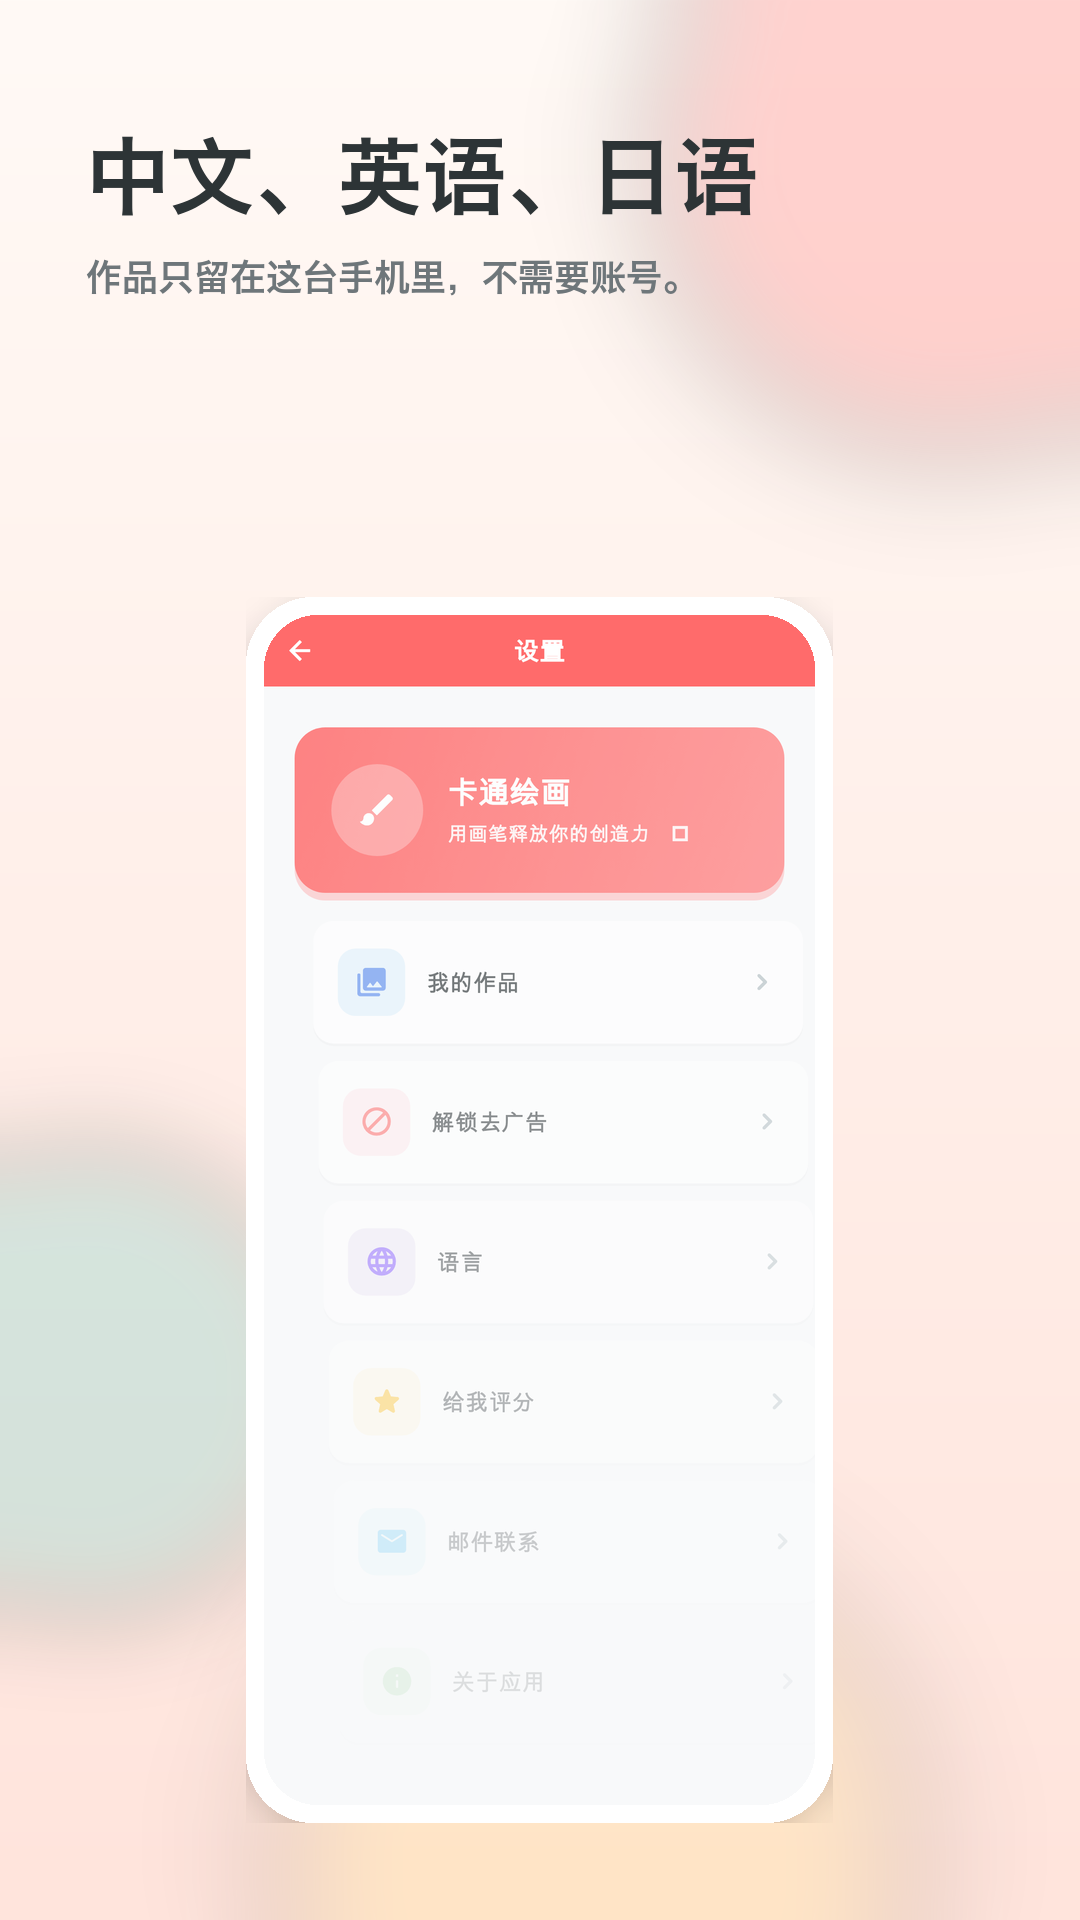 中文、英语、日语
作品只留在这台手机里，不需要账号。
设置
卡通绘画
用画笔释放你的创造力
我的作品
解锁去广告
语言
给我评分
邮件联系
关于应用